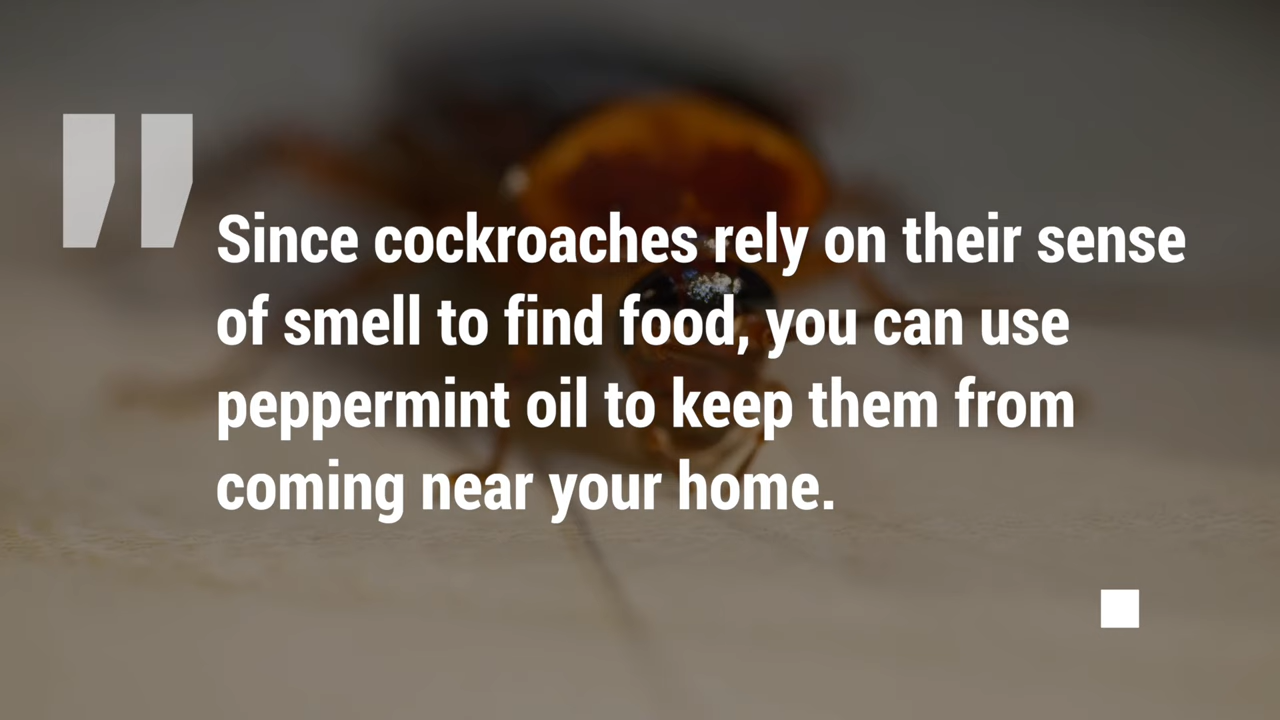 "
Since cockroaches rely on their sense
of smell to find food, you can use
peppermint oil to keep them from
coming near your home.